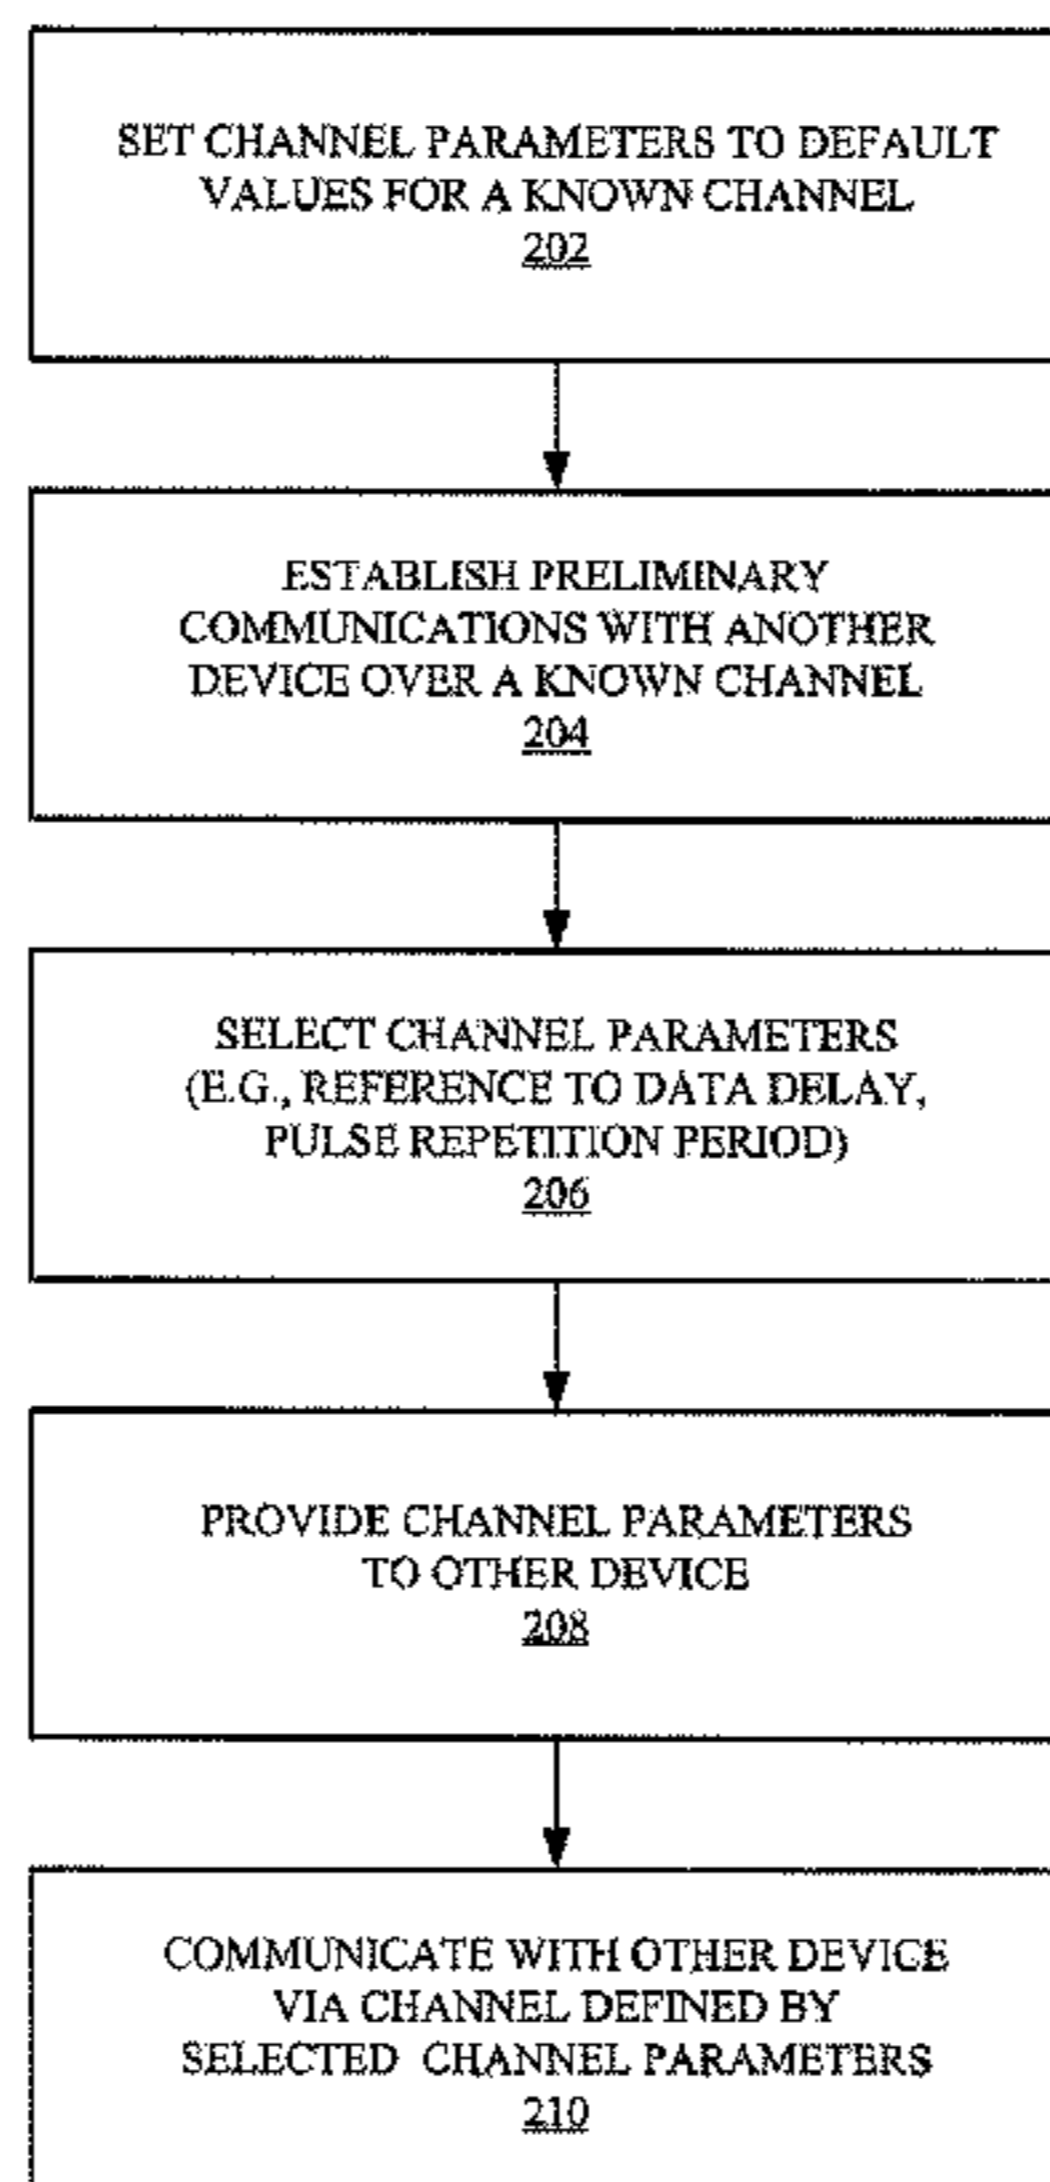 SET CHANNEL PARAMETERS TO DEFAULT
VALUES FOR A KNOWN CHANNEL
202
ESTABLISH PRELIMINARY
COMMUNICATIONS WITH ANOTHER
DEVICE OVER A KNOWN CHANNEL
204
SELECT CHANNEL PARAMETERS
(E.G., REFERENCE TO DATA DELAY,
PULSE REPETITION PERIOD)
206
PROVIDE CHANNEL PARAMETERS
TO OTHER DEVICE
208
COMMUNICATE WITH OTHER DEVICE
VIA CHANNEL DEFINED BY
SELECTED CHANNEL PARAMETERS
210